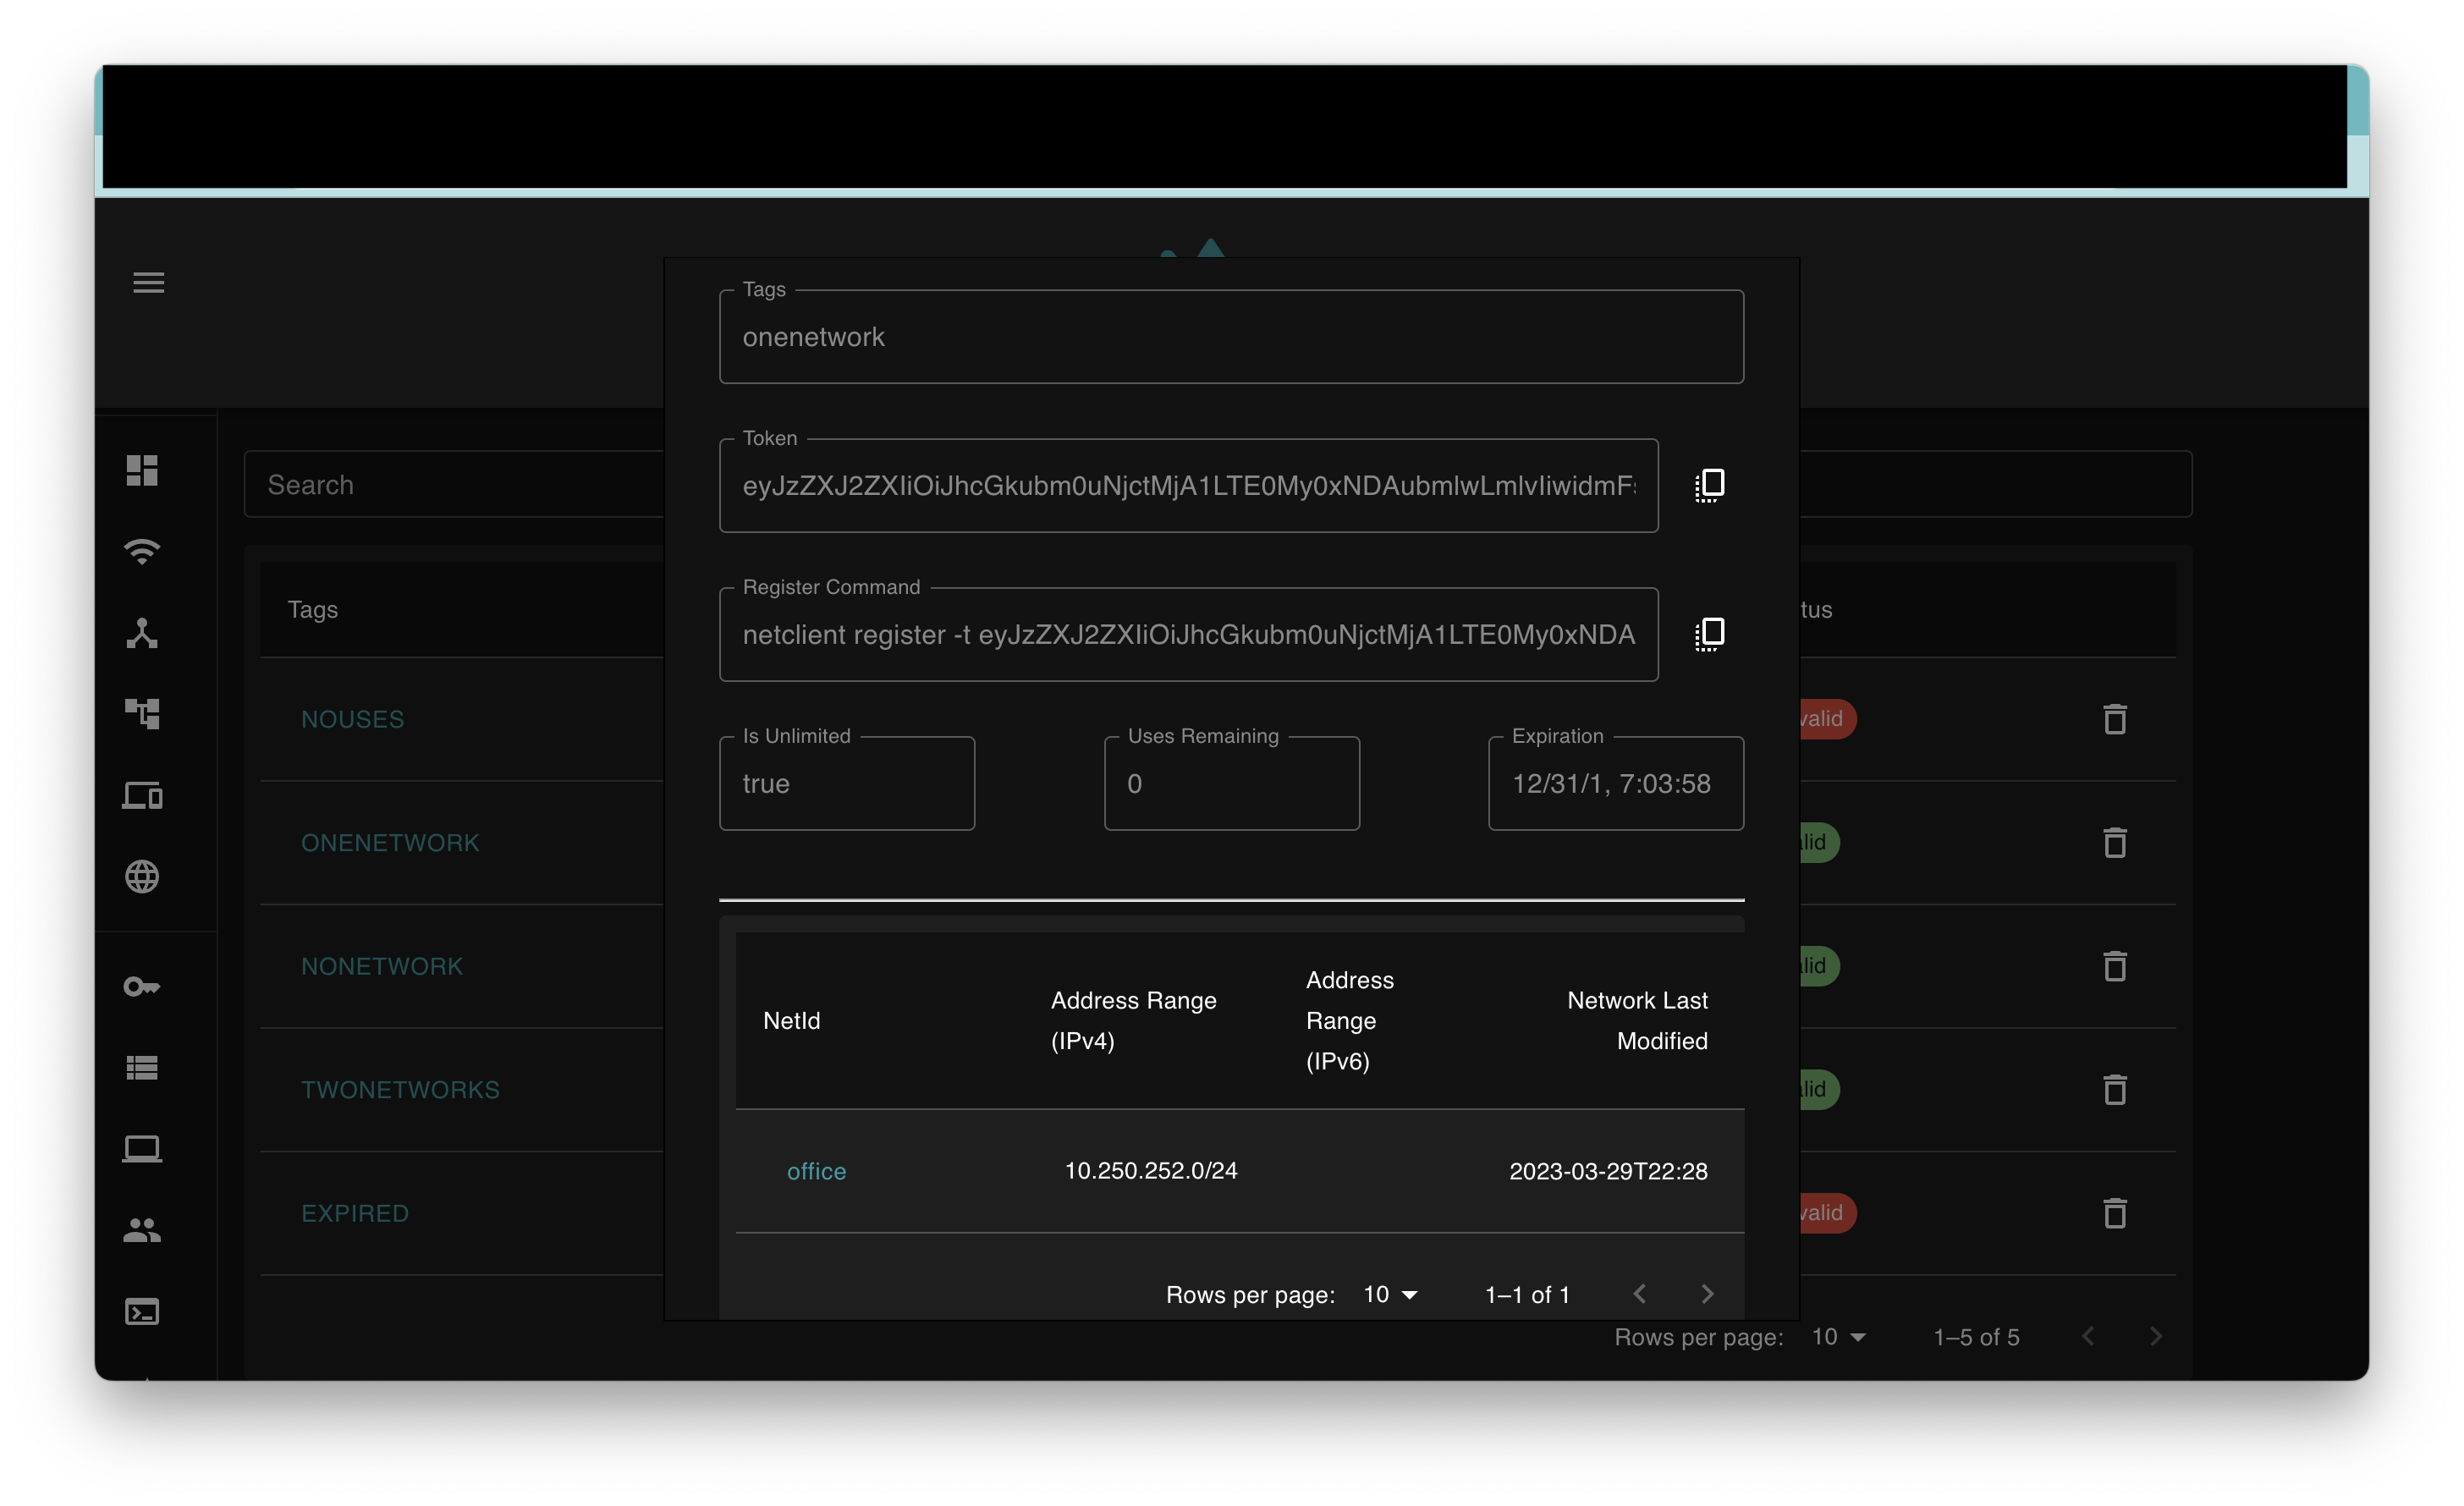 Tags
onenetwork
Token
eyJzZXJ2ZXIiOiJhcGkubm0uNjctMjA1LTE0My0xNDAubmlwLmlvIiwidmFs
Register Command
netclient register -t eyJzZXJ2ZXIiOiJhcGkubm0uNjctMjA1LTE0My0xNDA
Is Unlimited
true
Uses Remaining
0
Expiration
12/31/1, 7:03:58
NetId
Address Range
(IPv4)
Address
Range
(IPv6)
Network Last
Modified
office
10.250.252.0/24
2023-03-29T22:28
Rows per page: 10
1–1 of 1
Search
Tags
tus
NOUSES
valid
ONENETWORK
lid
NONETWORK
lid
TWONETWORKS
lid
EXPIRED
valid
Rows per page: 10
1–5 of 5